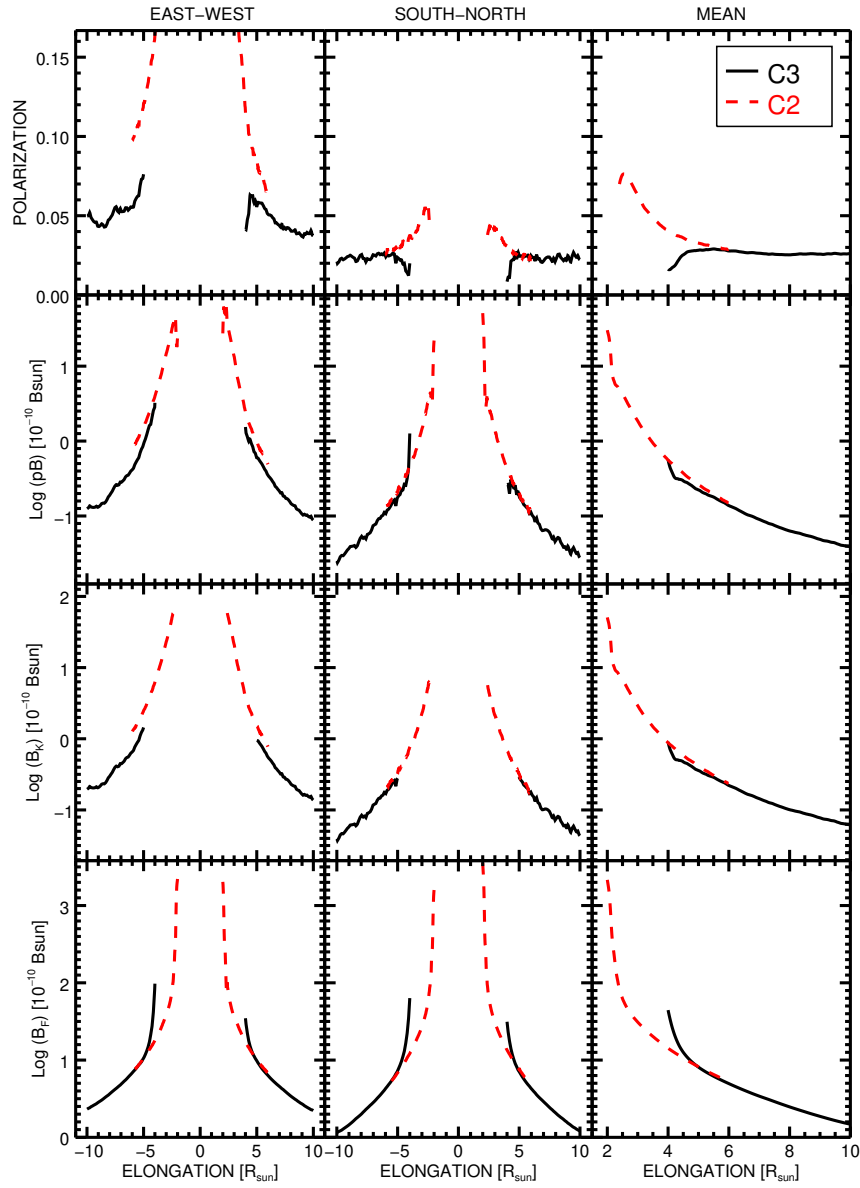 EAST−WEST SOUTH−NORTH MEAN
POLARIZATION
0.15
0.10
0.05
0.00
C3
C2
Log (pB) [10⁻¹⁰ Bsun]
1
0
−1
Log (B_K) [10⁻¹⁰ Bsun]
2
1
0
−1
Log (B_F) [10⁻¹⁰ Bsun]
3
2
1
0
−10 −5 0 5 10 −10 −5 0 5 10 2 4 6 8 10
ELONGATION [R_sun] ELONGATION [R_sun] ELONGATION [R_sun]